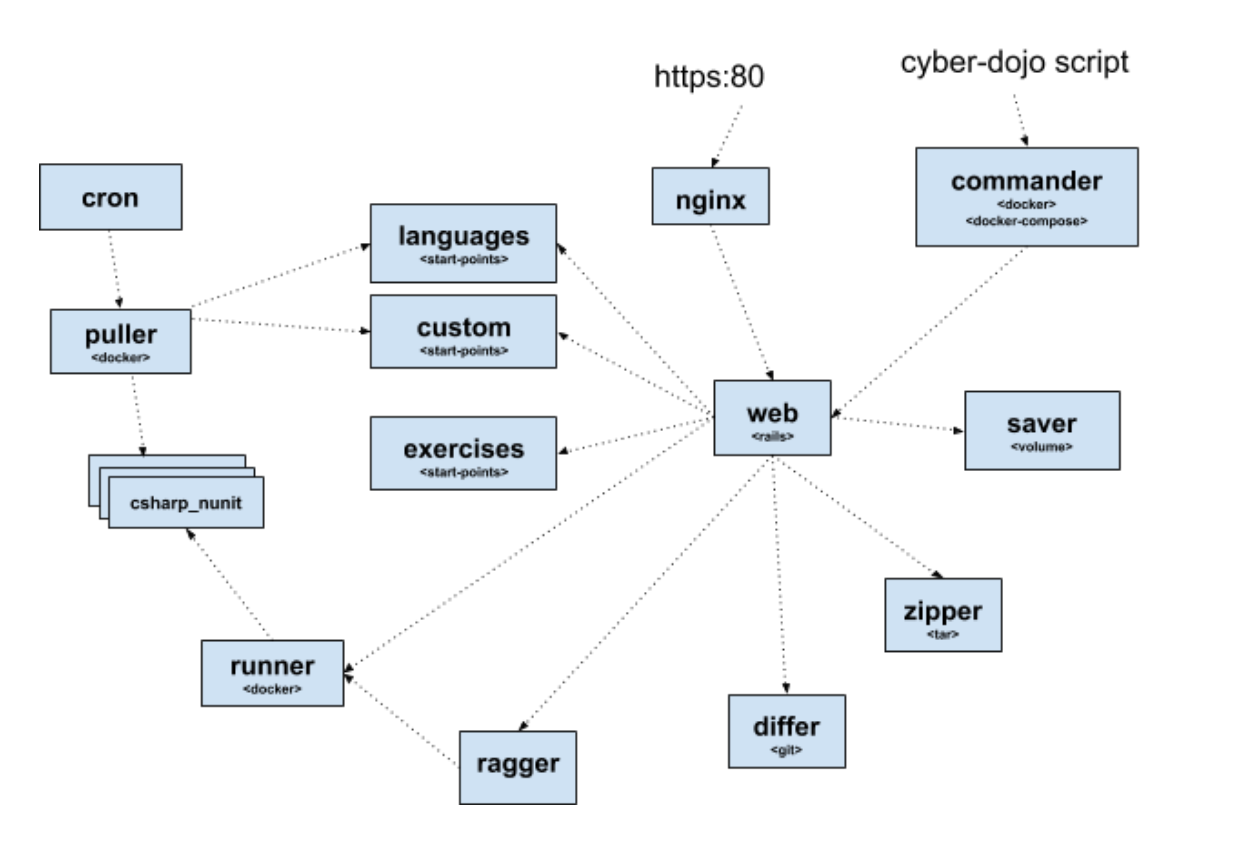 https:80
cyber-dojo script
cron
languages
<start-points>
nginx
commander
<docker>
<docker-compose>
puller
<docker>
custom
<start-points>
web
<rails>
saver
<volume>
exercises
<start-points>
csharp_nunit
zipper
<tar>
runner
<docker>
differ
<git>
ragger